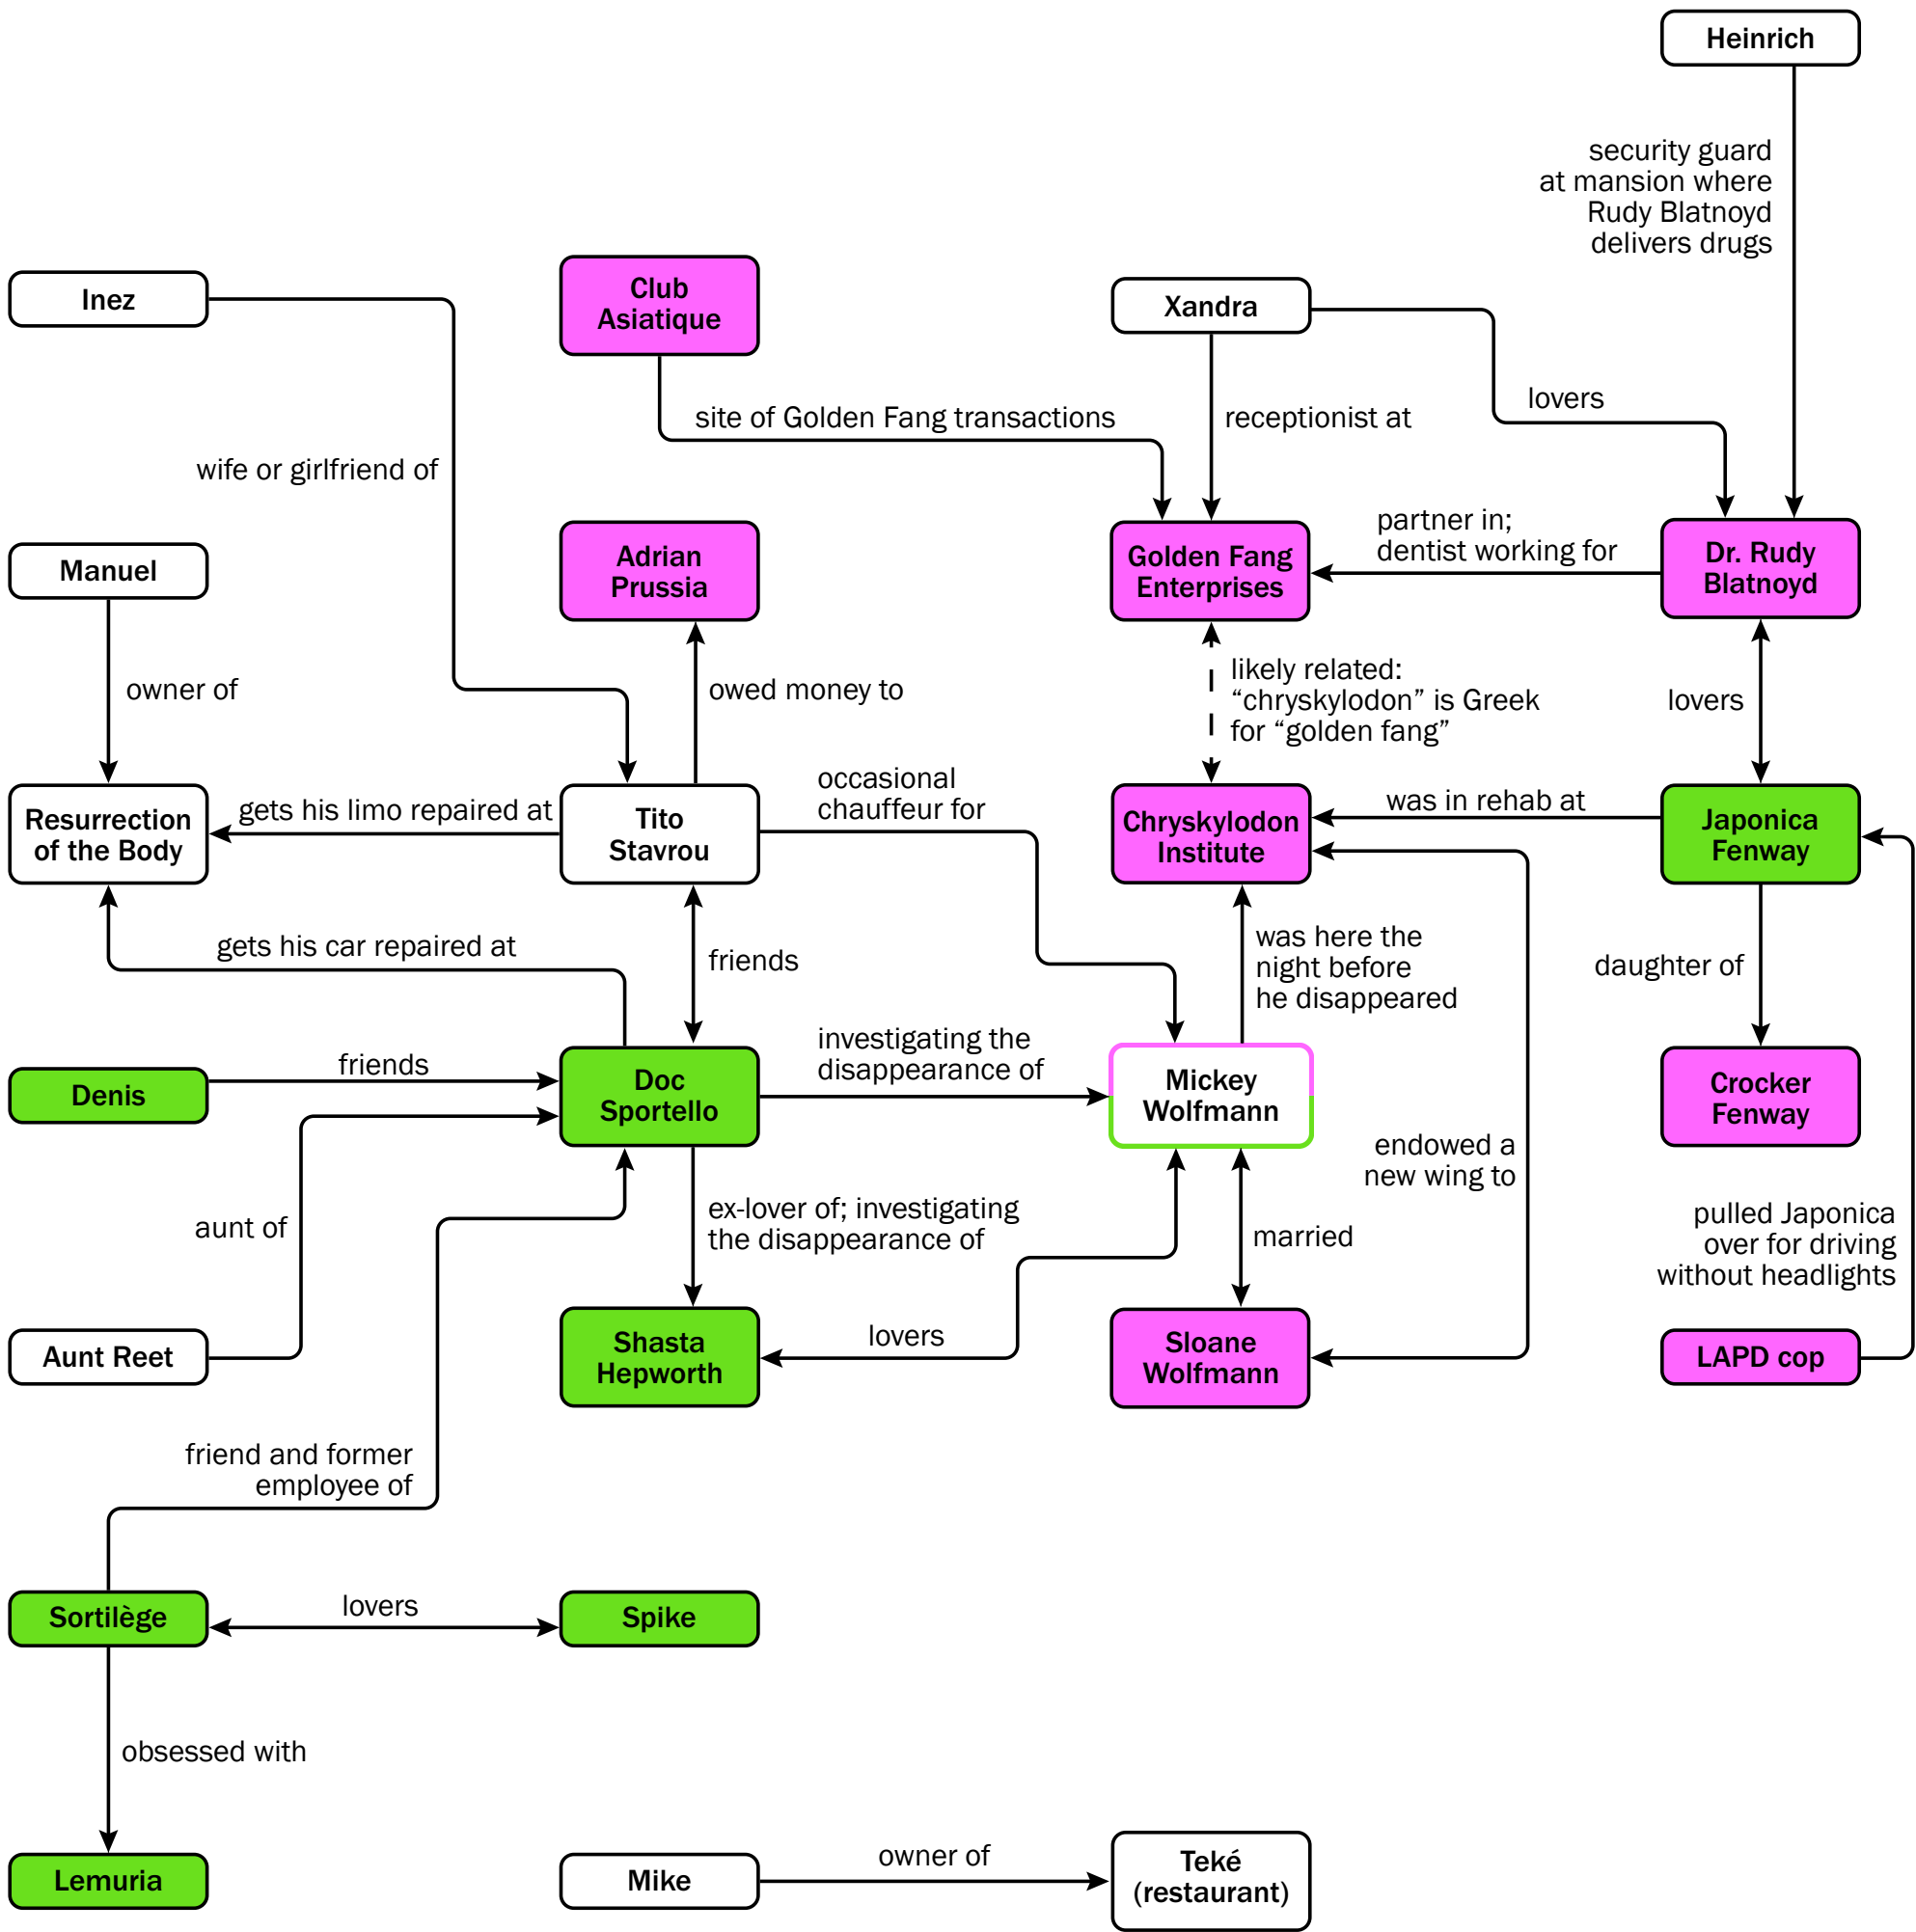 Heinrich
security guard
at mansion where
Rudy Blatnoyd
delivers drugs
Inez
Club
Asiatique
Xandra
site of Golden Fang transactions
receptionist at
lovers
wife or girlfriend of
Manuel
Adrian
Prussia
Golden Fang
Enterprises
partner in;
dentist working for
Dr. Rudy
Blatnoyd
owner of
owed money to
likely related:
“chryskylodon” is Greek
for “golden fang”
lovers
Resurrection
of the Body
gets his limo repaired at
Tito
Stavrou
occasional
chauffeur for
Chryskylodon
Institute
was in rehab at
Japonica
Fenway
gets his car repaired at
friends
was here the
night before
he disappeared
daughter of
Denis
friends
Doc
Sportello
investigating the
disappearance of
Mickey
Wolfmann
Crocker
Fenway
aunt of
ex-lover of; investigating
the disappearance of
married
endowed a
new wing to
pulled Japonica
over for driving
without headlights
Aunt Reet
Shasta
Hepworth
lovers
Sloane
Wolfmann
LAPD cop
friend and former
employee of
Sortilège
lovers
Spike
obsessed with
Lemuria
Mike
owner of
Teké
(restaurant)